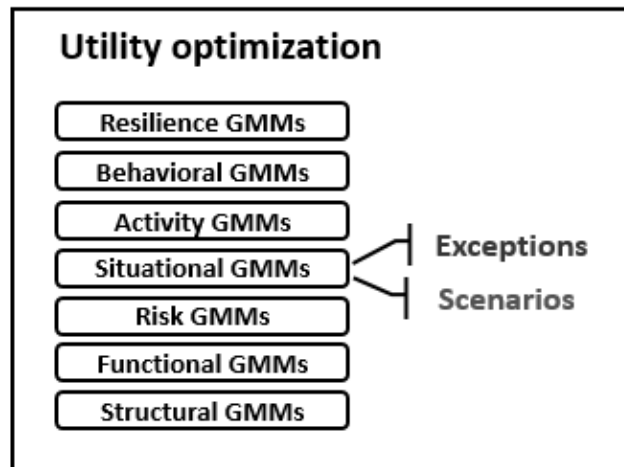 Utility optimization
Resilience GMMs
Behavioral GMMs
Activity GMMs
Situational GMMs
Exceptions
Scenarios
Risk GMMs
Functional GMMs
Structural GMMs